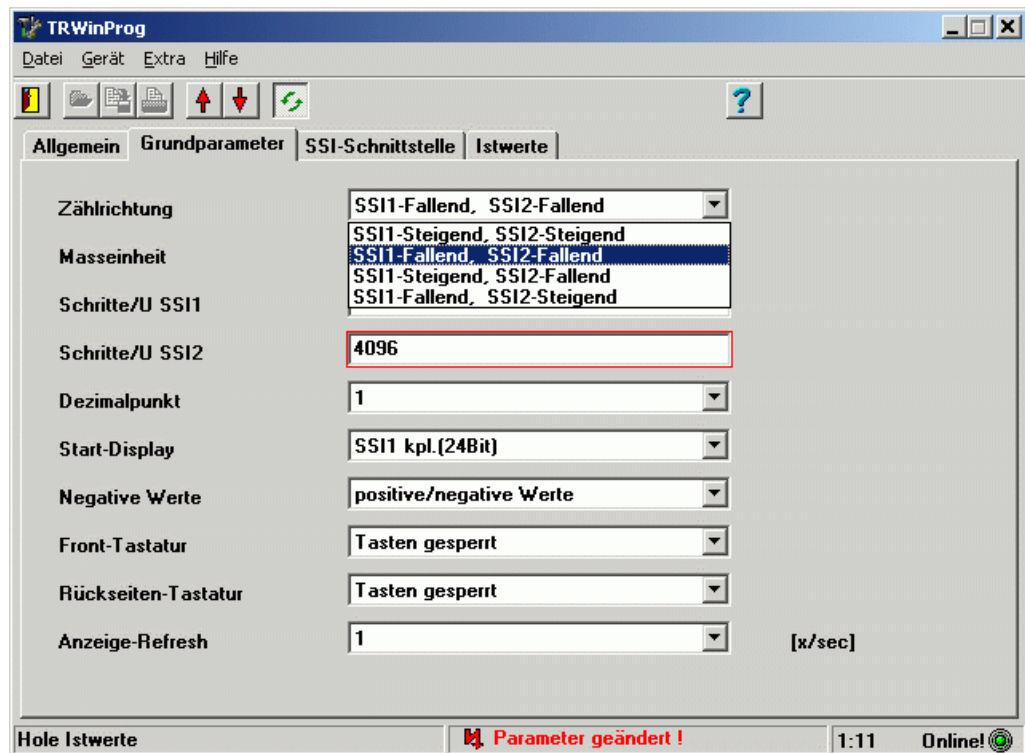 TRWinProg
Datei Gerät Extra Hilfe
?
Allgemein Grundparameter SSI-Schnittstelle Istwerte
Zählrichtung SSI1-Fallend, SSI2-Fallend
SSI1-Steigend, SSI2-Steigend
Masseinheit SSI1-Fallend, SSI2-Fallend
SSI1-Steigend, SSI2-Fallend
Schritte/U SSI1 SSI1-Fallend, SSI2-Steigend
Schritte/U SSI2 4096
Dezimalpunkt 1
Start-Display SSI1 kpl.(24Bit)
Negative Werte positive/negative Werte
Front-Tastatur Tasten gesperrt
Rückseiten-Tastatur Tasten gesperrt
Anzeige-Refresh 1 [x/sec]
Hole Istwerte Parameter geändert ! 1:11 Online!